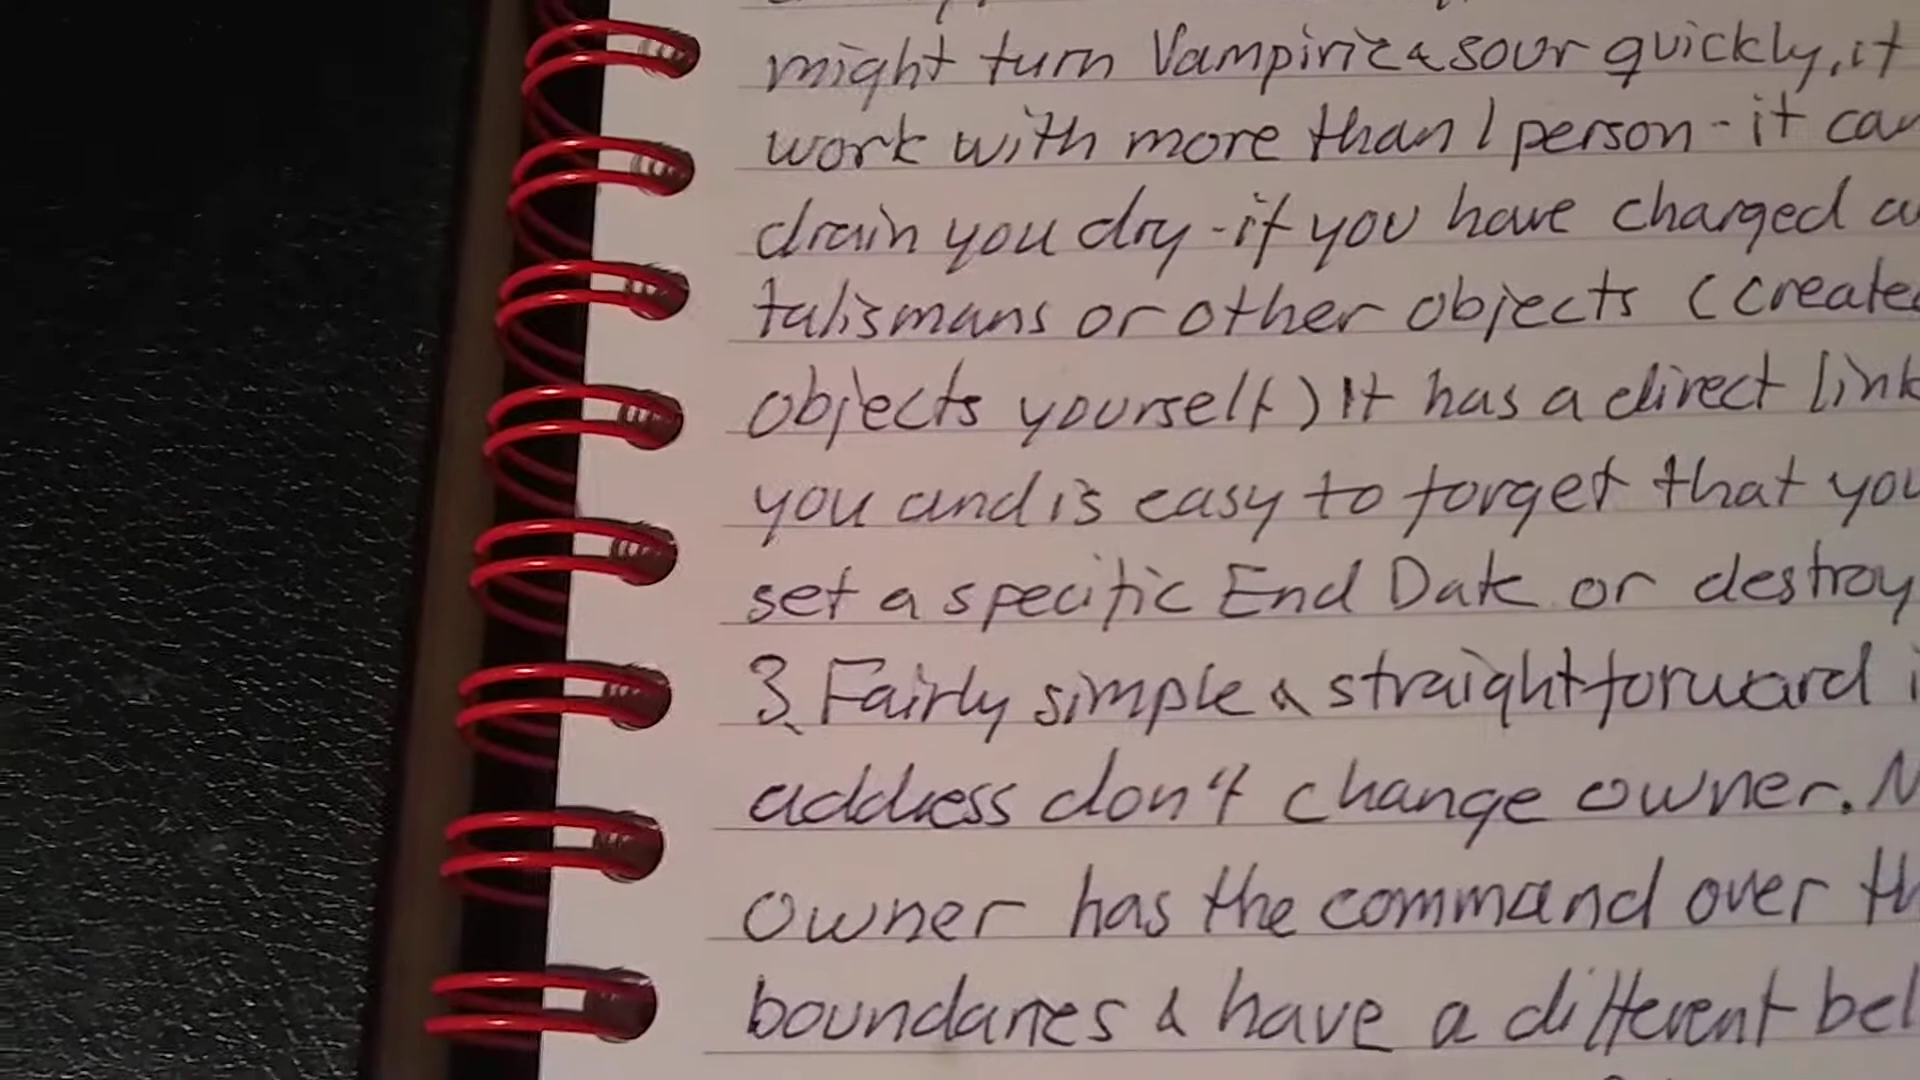 might turn Vampiric & sour quickly, it
work with more than 1 person - it can
drain you dry - if you have charged
talismans or other objects (created
objects yourself) It has a direct link
you and is easy to forget that you
set a specific End Date or destroy
3. Fairly simple & straightforward i
address don't change owner. N
owner has the command over th
boundaries & have a different bel